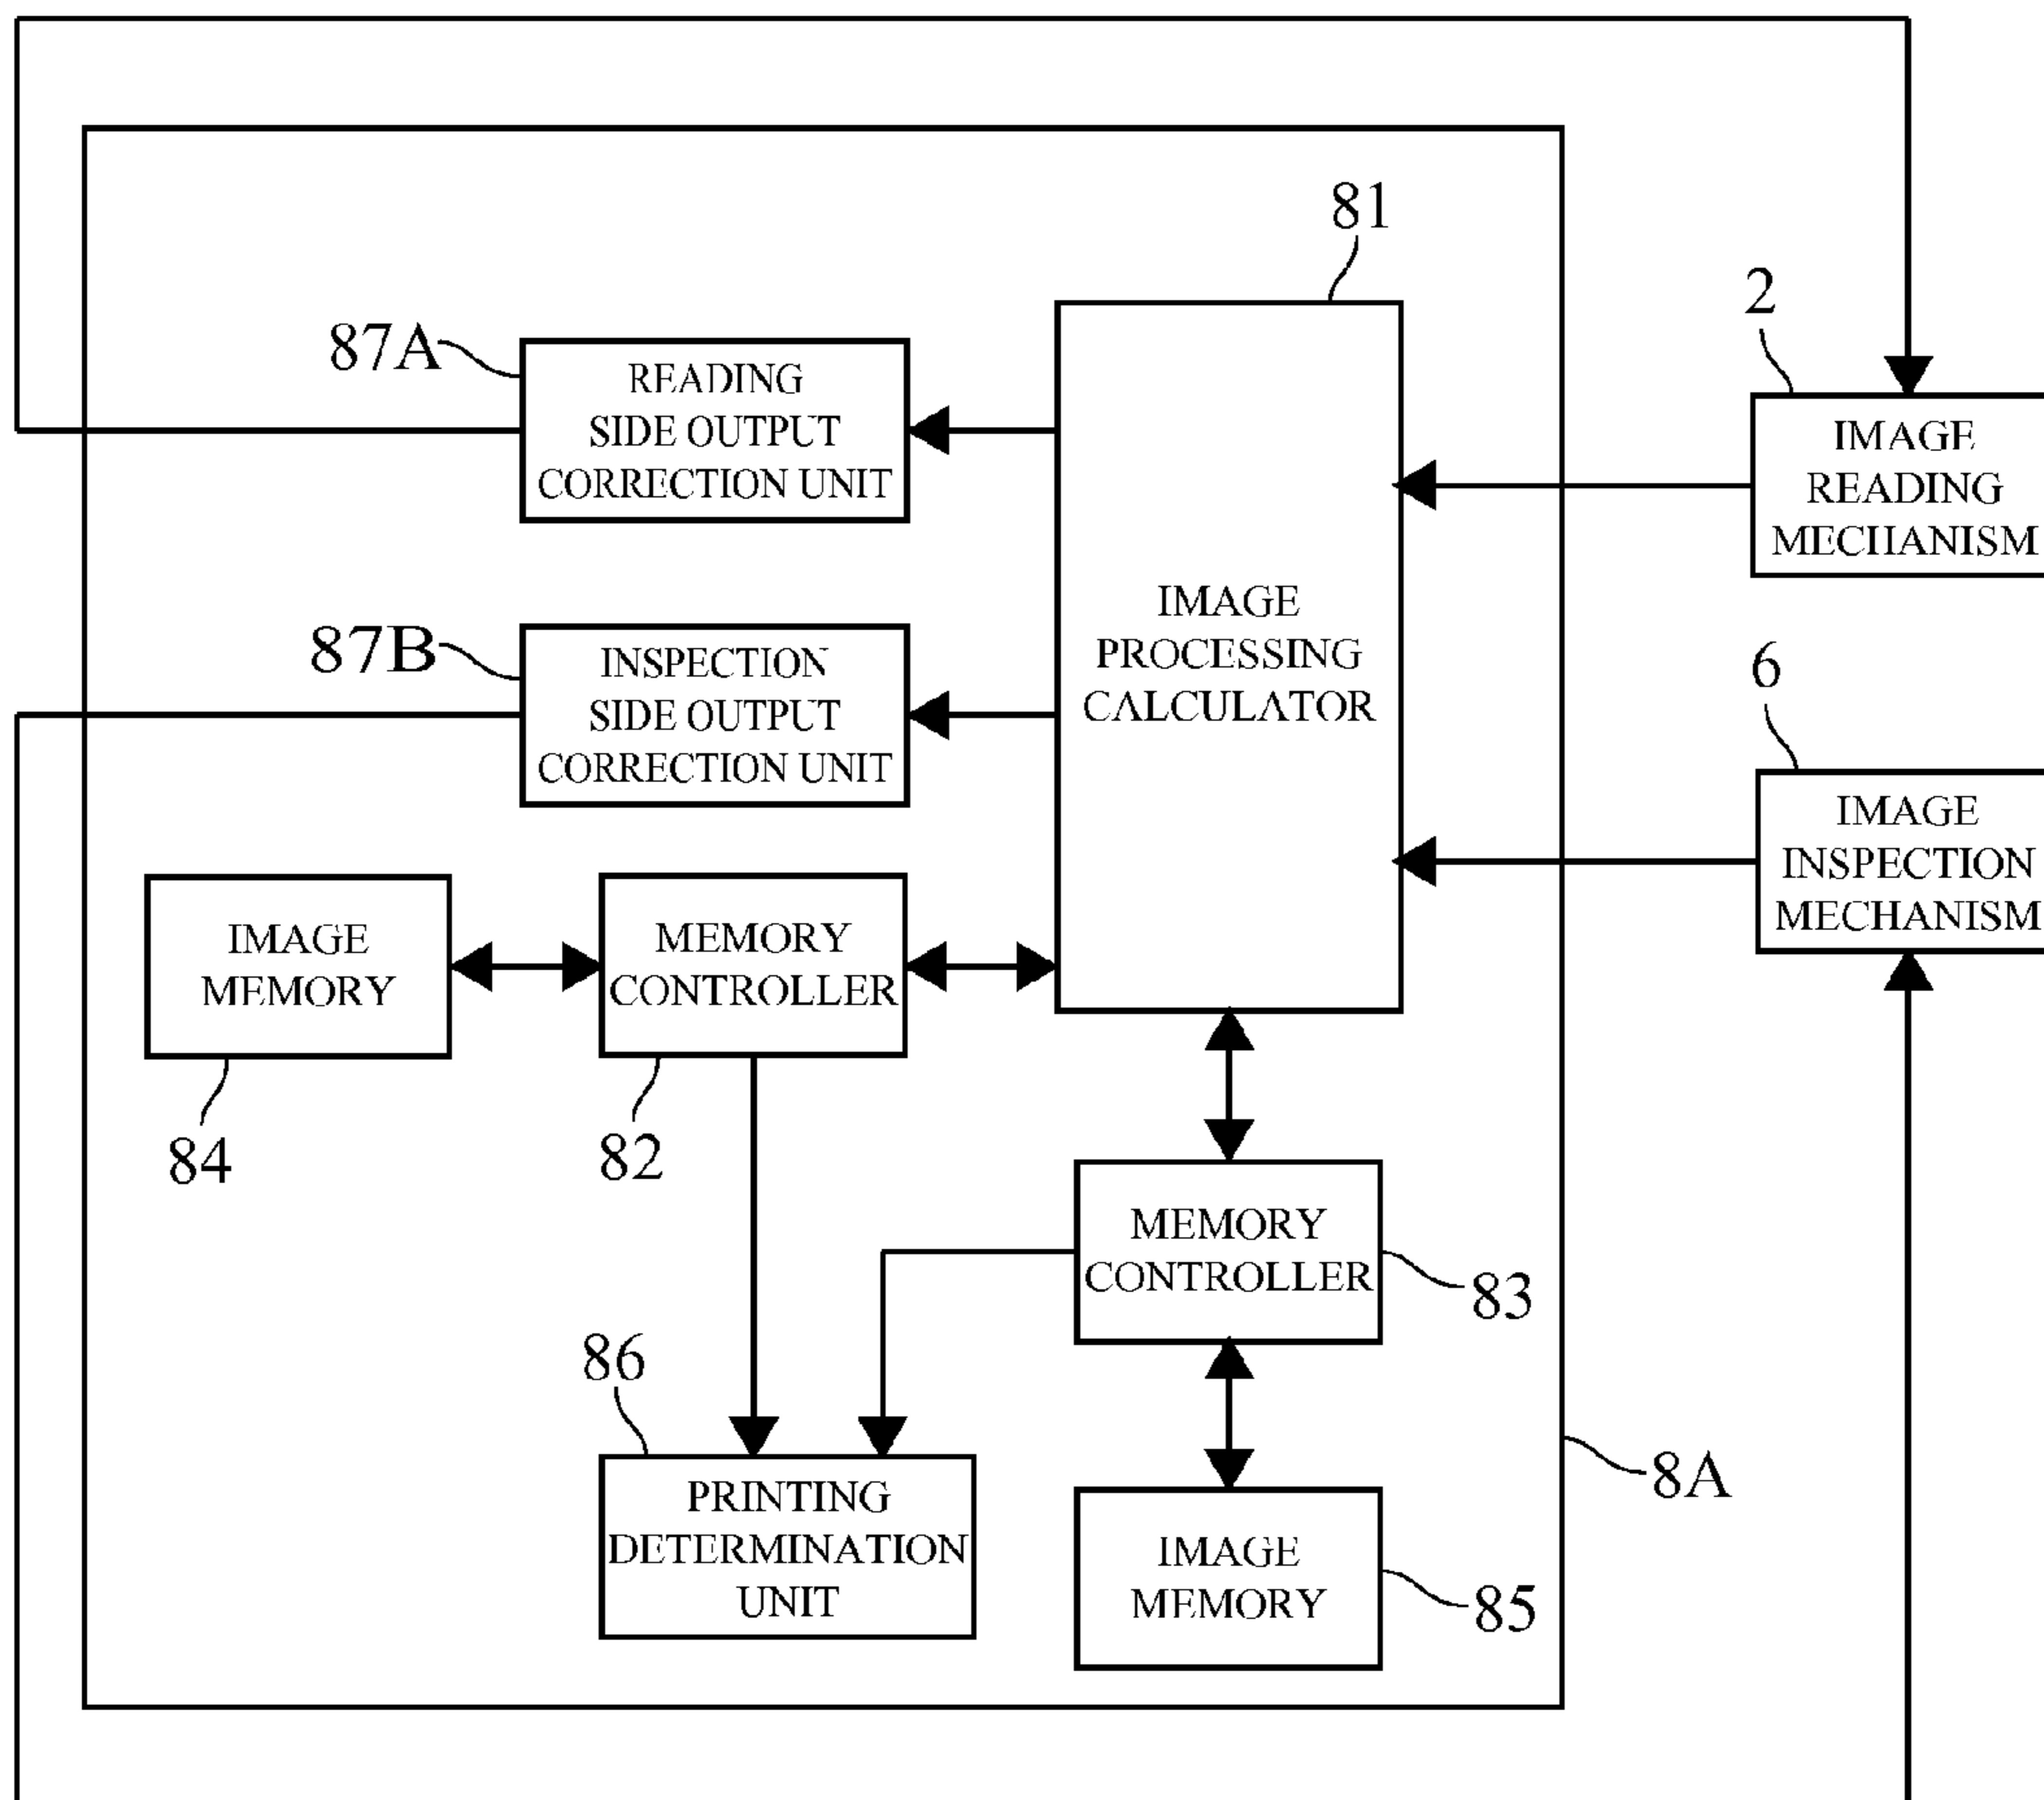 81
2
87A
READING
SIDE OUTPUT
CORRECTION UNIT
IMAGE
READING
MECHANISM
87B
INSPECTION
SIDE OUTPUT
CORRECTION UNIT
IMAGE
PROCESSING
CALCULATOR
6
IMAGE
INSPECTION
MECHANISM
IMAGE
MEMORY
MEMORY
CONTROLLER
84
82
MEMORY
CONTROLLER
83
86
8A
PRINTING
DETERMINATION
UNIT
IMAGE
MEMORY
85